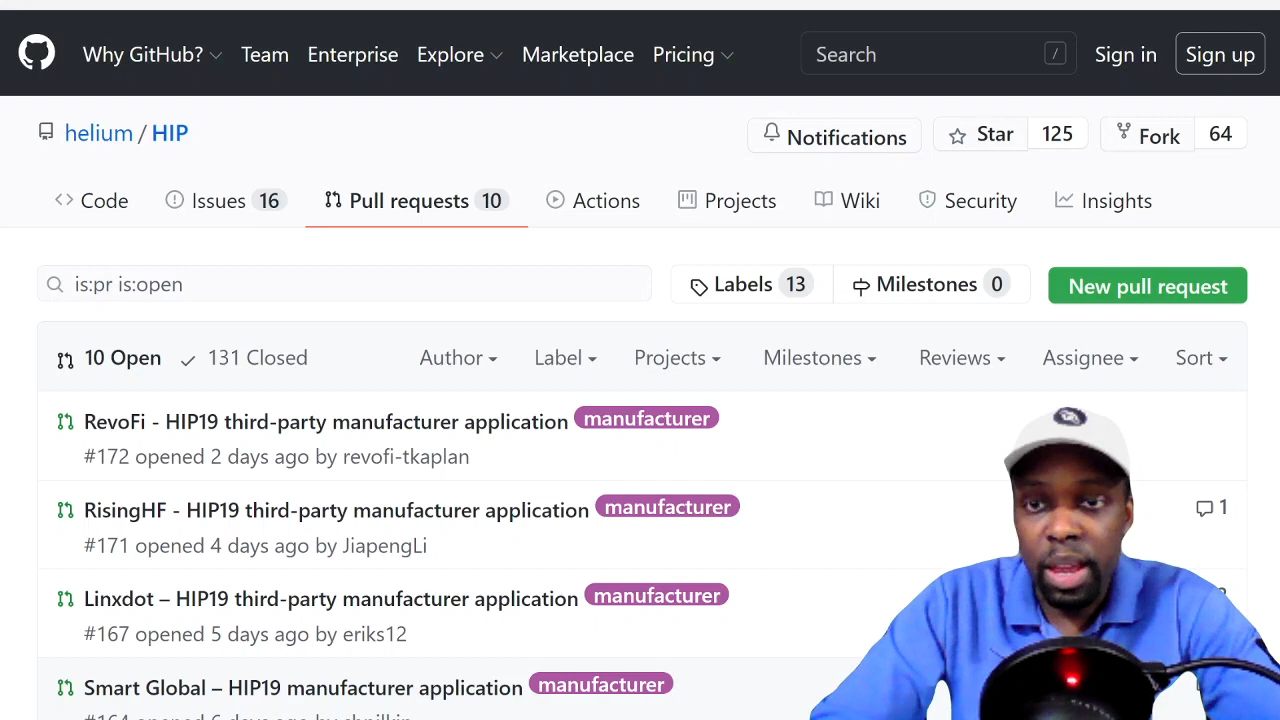 Why GitHub? Team Enterprise Explore Marketplace Pricing Search / Sign in Sign up
helium / HIP Notifications Star 125 Fork 64
Code Issues 16 Pull requests 10 Actions Projects Wiki Security Insights
is:pr is:open Labels 13 Milestones 0 New pull request
10 Open 131 Closed Author Label Projects Milestones Reviews Assignee Sort
RevoFi - HIP19 third-party manufacturer application manufacturer
#172 opened 2 days ago by revofi-tkaplan
RisingHF - HIP19 third-party manufacturer application manufacturer 1
#171 opened 4 days ago by JiapengLi
Linxdot – HIP19 third-party manufacturer application manufacturer
#167 opened 5 days ago by eriks12
Smart Global – HIP19 manufacturer application manufacturer
opened 6 days ago by